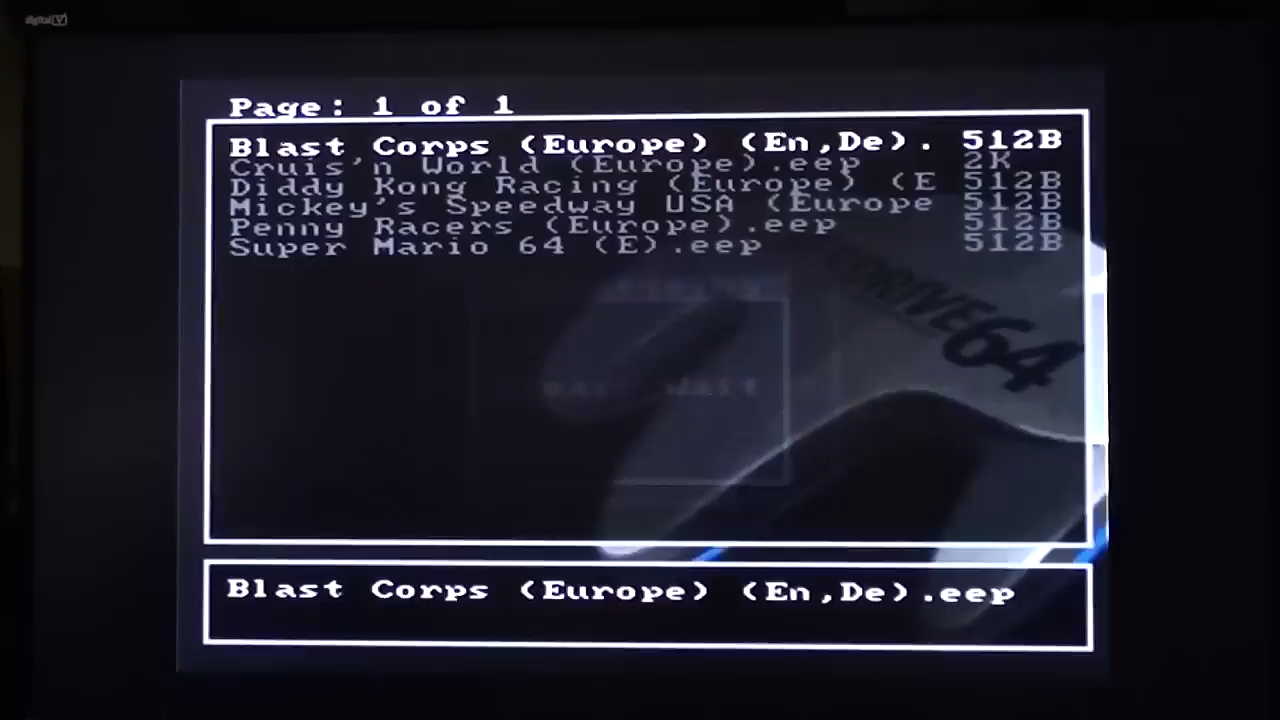 digital
Page: 1 of 1
Blast Corps (Europe) (En,De). 512B
Cruis'n World (Europe).eep 2K
Diddy Kong Racing (Europe) (E 512B
Mickey's Speedway USA (Europe 512B
Penny Racers (Europe).eep 512B
Super Mario 64 (E).eep 512B
DRIVE64
Blast Corps (Europe) (En,De).eep